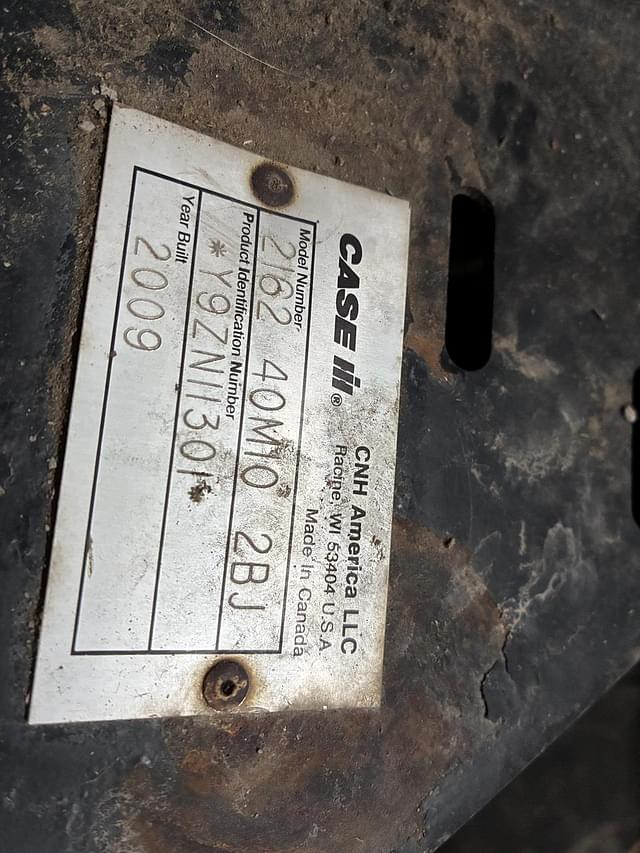 CASE IH®
CNH America LLC
Racine, WI 53404 U.S.A
Made In Canada
Model Number
2162 40M10 2BJ
Product Identification Number
*Y9ZN11301*
Year Built
2009